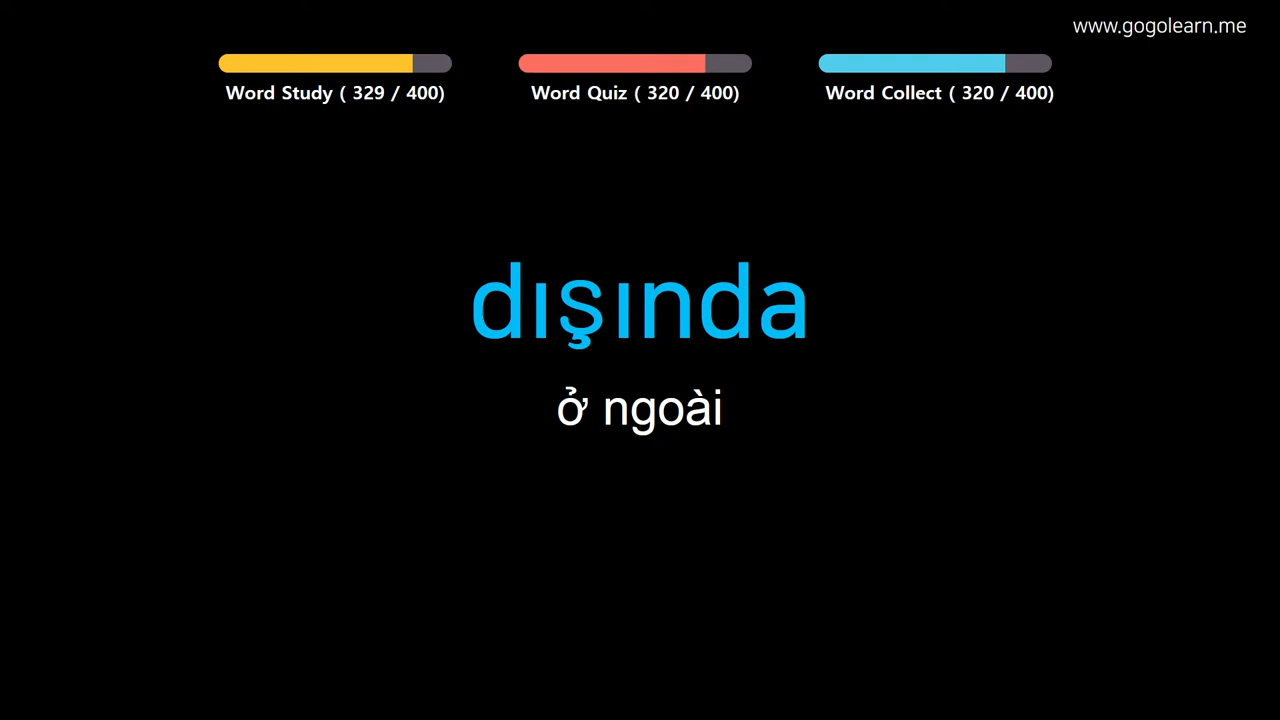 www.gogolearn.me
Word Study ( 329 / 400)
Word Quiz ( 320 / 400)
Word Collect ( 320 / 400)
dışında
ở ngoài